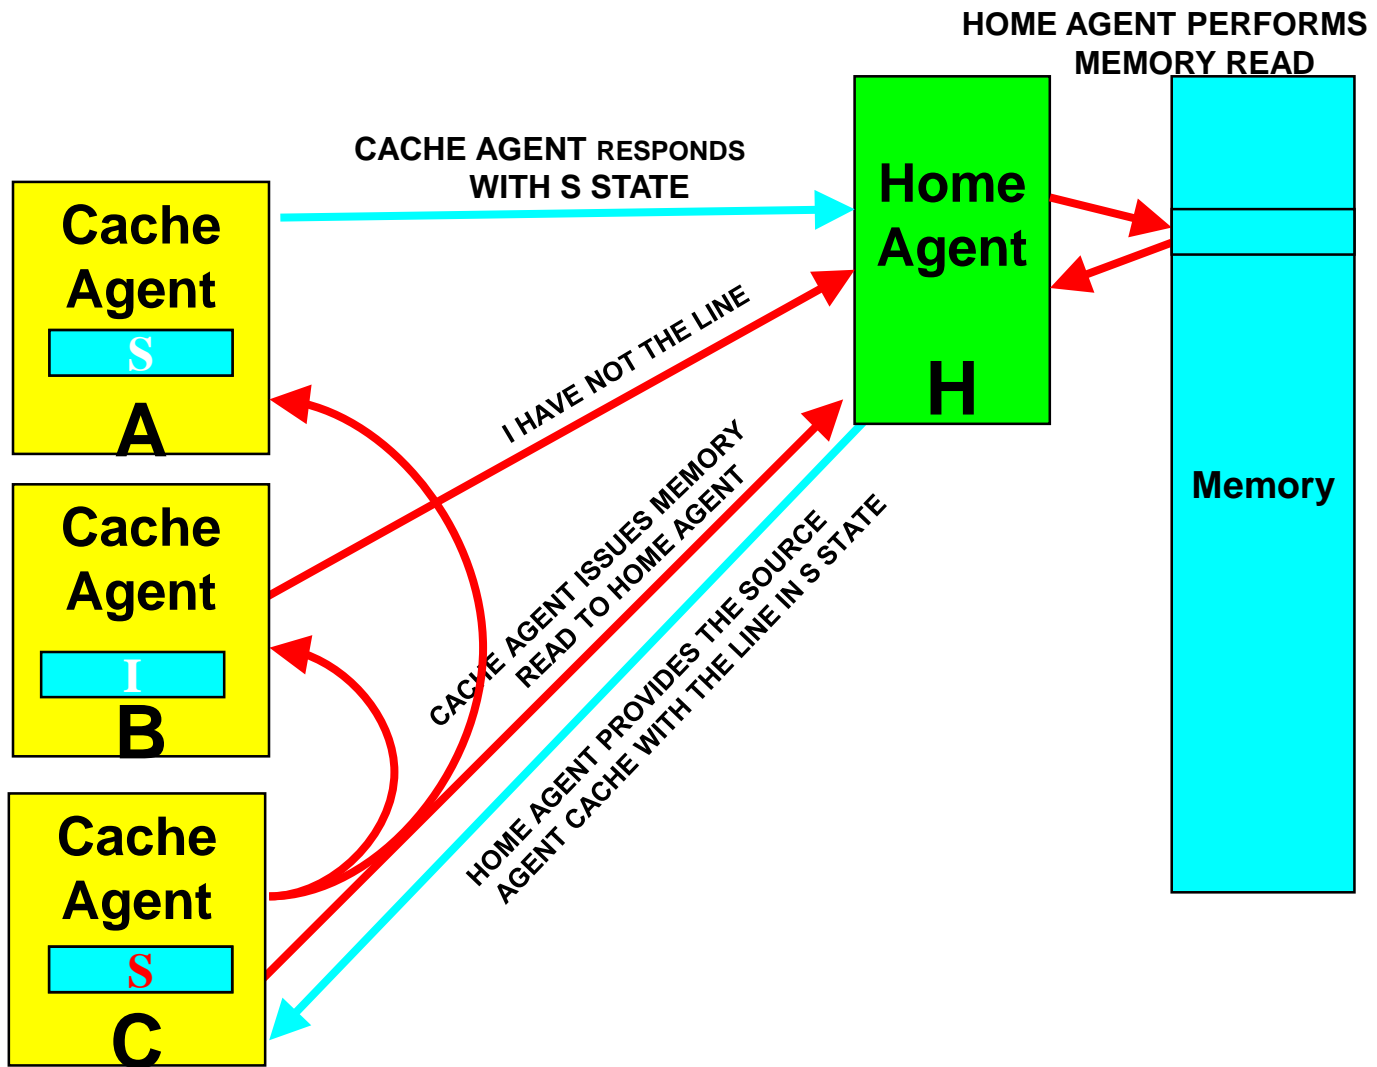 HOME AGENT PERFORMS
MEMORY READ
CACHE AGENT RESPONDS
WITH S STATE
Cache
Agent
S
A
Home
Agent
H
I HAVE NOT THE LINE
Cache
Agent
I
B
CACHE AGENT ISSUES MEMORY
READ TO HOME AGENT
Memory
HOME AGENT PROVIDES THE SOURCE
AGENT CACHE WITH THE LINE IN S STATE
Cache
Agent
S
C